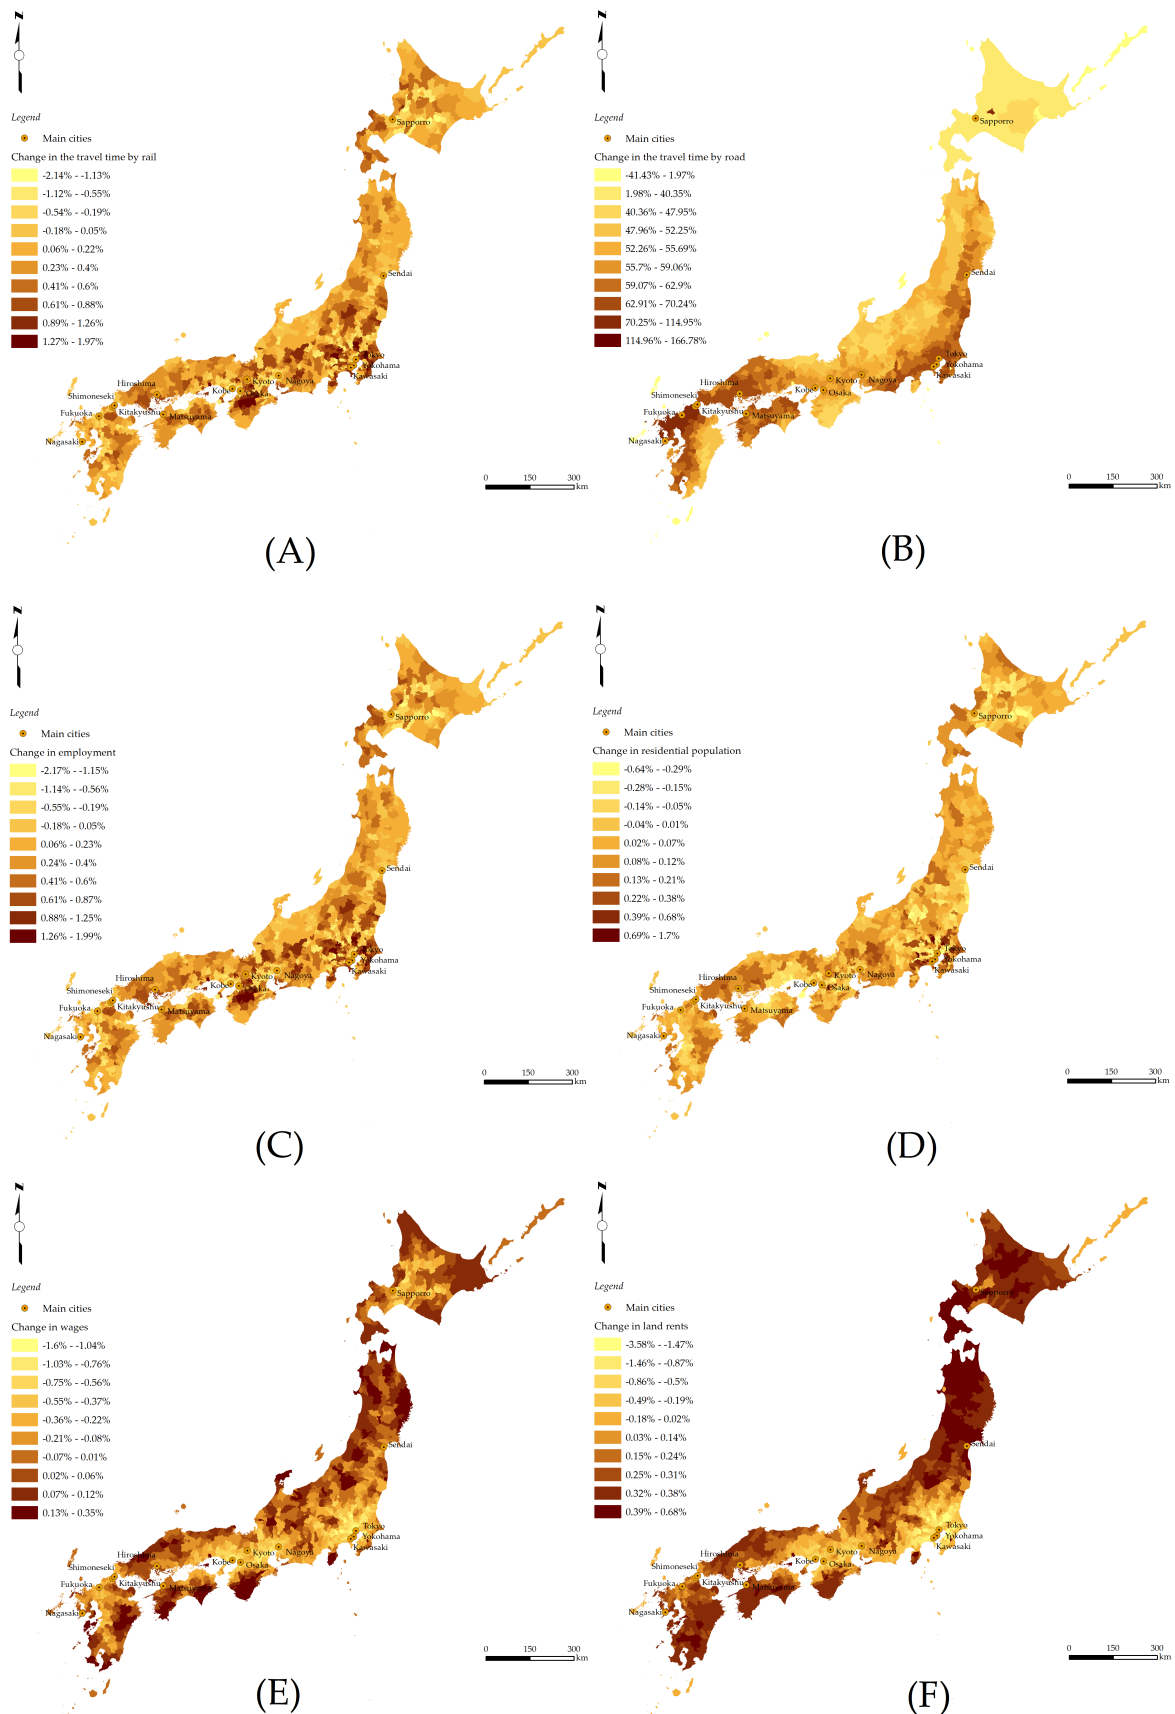 N
Legend
Main cities
Change in the travel time by rail
-2.14% - -1.13%
-1.12% - -0.55%
-0.54% - -0.19%
-0.18% - 0.05%
0.06% - 0.22%
0.23% - 0.4%
0.41% - 0.6%
0.61% - 0.88%
0.89% - 1.26%
1.27% - 1.97%
Sapporro
Sendai
Tokyo
Yokohama
Kawasaki
Nagoya
Kyoto
Kobe
Osaka
Hiroshima
Shimoneseki
Kitakyushu
Matsuyama
Fukuoka
Nagasaki
0 150 300
km
(A)
N
Legend
Main cities
Change in the travel time by road
-41.43% - 1.97%
1.98% - 40.35%
40.36% - 47.95%
47.96% - 52.25%
52.26% - 55.69%
55.7% - 59.06%
59.07% - 62.9%
62.91% - 70.24%
70.25% - 114.95%
114.96% - 166.78%
Sapporro
Sendai
Tokyo
Yokohama
Kawasaki
Nagoya
Kyoto
Kobe
Osaka
Hiroshima
Shimoneseki
Kitakyushu
Matsuyama
Fukuoka
Nagasaki
0 150 300
km
(B)
N
Legend
Main cities
Change in employment
-2.17% - -1.15%
-1.14% - -0.56%
-0.55% - -0.19%
-0.18% - 0.05%
0.06% - 0.23%
0.24% - 0.4%
0.41% - 0.6%
0.61% - 0.87%
0.88% - 1.25%
1.26% - 1.99%
Sapporro
Sendai
Tokyo
Yokohama
Kawasaki
Nagoya
Kyoto
Kobe
Osaka
Hiroshima
Shimoneseki
Kitakyushu
Matsuyama
Fukuoka
Nagasaki
0 150 300
km
(C)
N
Legend
Main cities
Change in residential population
-0.64% - -0.29%
-0.28% - -0.15%
-0.14% - -0.05%
-0.04% - 0.01%
0.02% - 0.07%
0.08% - 0.12%
0.13% - 0.21%
0.22% - 0.38%
0.39% - 0.68%
0.69% - 1.7%
Sapporro
Sendai
Tokyo
Yokohama
Kawasaki
Nagoya
Kyoto
Kobe
Osaka
Hiroshima
Shimoneseki
Kitakyushu
Matsuyama
Fukuoka
Nagasaki
0 150 300
km
(D)
N
Legend
Main cities
Change in wages
-1.6% - -1.04%
-1.03% - -0.76%
-0.75% - -0.56%
-0.55% - -0.37%
-0.36% - -0.22%
-0.21% - -0.08%
-0.07% - 0.01%
0.02% - 0.06%
0.07% - 0.12%
0.13% - 0.35%
Sapporro
Sendai
Tokyo
Yokohama
Kawasaki
Nagoya
Kyoto
Kobe
Osaka
Hiroshima
Shimoneseki
Kitakyushu
Matsuyama
Fukuoka
Nagasaki
0 150 300
km
(E)
N
Legend
Main cities
Change in land rents
-3.58% - -1.47%
-1.46% - -0.87%
-0.86% - -0.5%
-0.49% - -0.19%
-0.18% - 0.02%
0.03% - 0.14%
0.15% - 0.24%
0.25% - 0.31%
0.32% - 0.38%
0.39% - 0.68%
Sapporro
Sendai
Tokyo
Yokohama
Kawasaki
Nagoya
Kyoto
Kobe
Osaka
Hiroshima
Shimoneseki
Kitakyushu
Matsuyama
Fukuoka
Nagasaki
0 150 300
km
(F)